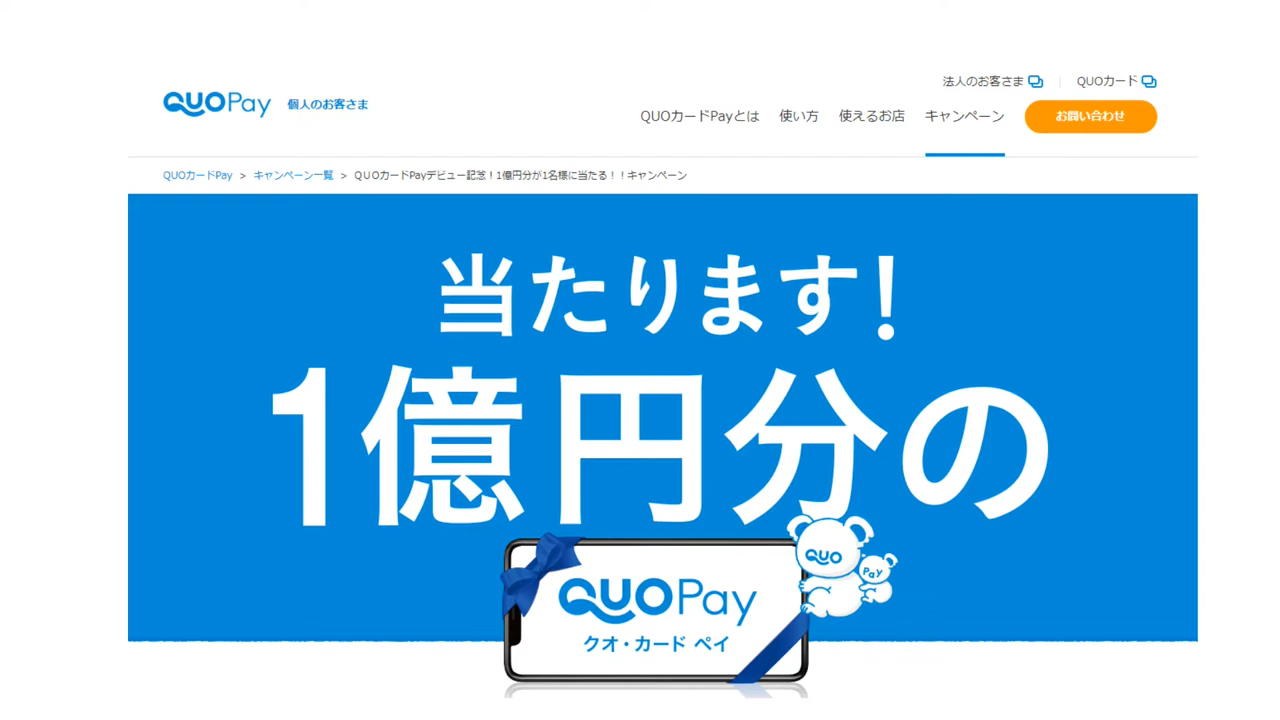 法人のお客さま QUOカード
QUOPay 個人のお客さま
QUOカードPayとは 使い方 使えるお店 キャンペーン お問い合わせ
QUOカードPay > キャンペーン一覧 > QUOカードPayデビュー記念!1億円分が1名様に当たる!!キャンペーン
当たります!
1億円分の
QUO
Pay
QUOPay
クオ・カード ペイ